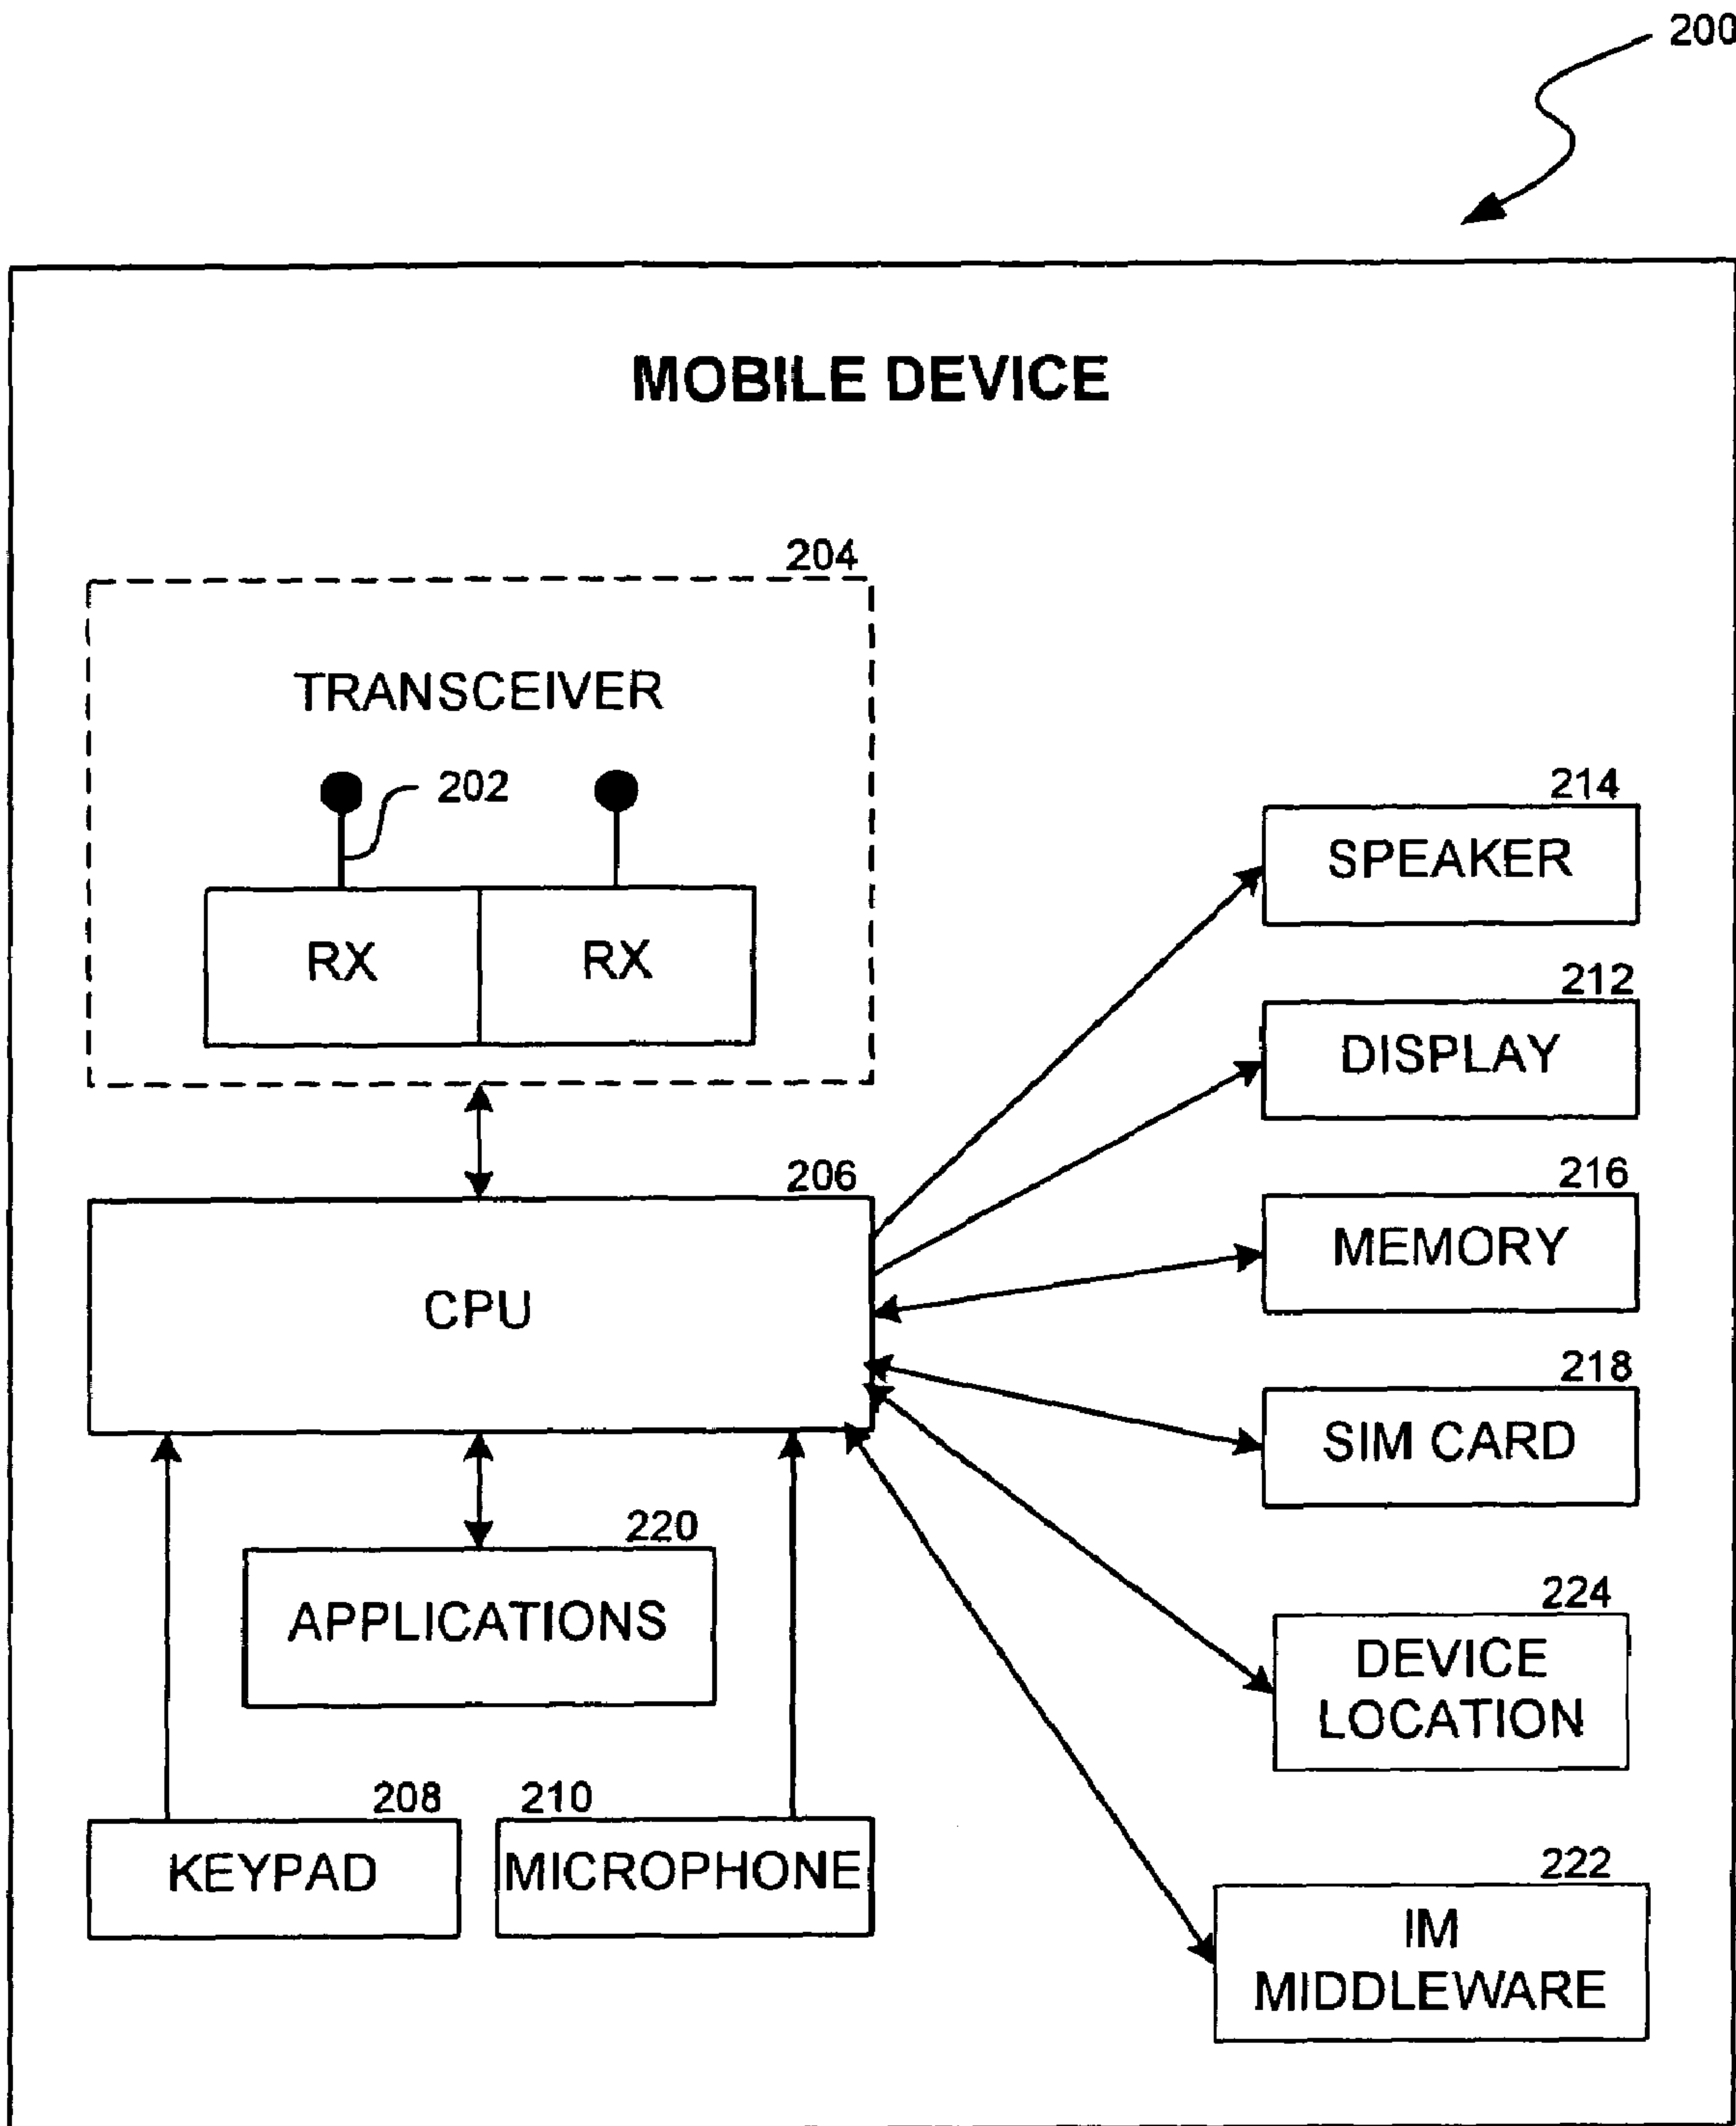 200
MOBILE DEVICE
204
TRANSCEIVER
202
RX
RX
214
SPEAKER
212
DISPLAY
206
CPU
216
MEMORY
218
SIM CARD
220
APPLICATIONS
224
DEVICE
LOCATION
208
KEYPAD
210
MICROPHONE
222
IM
MIDDLEWARE